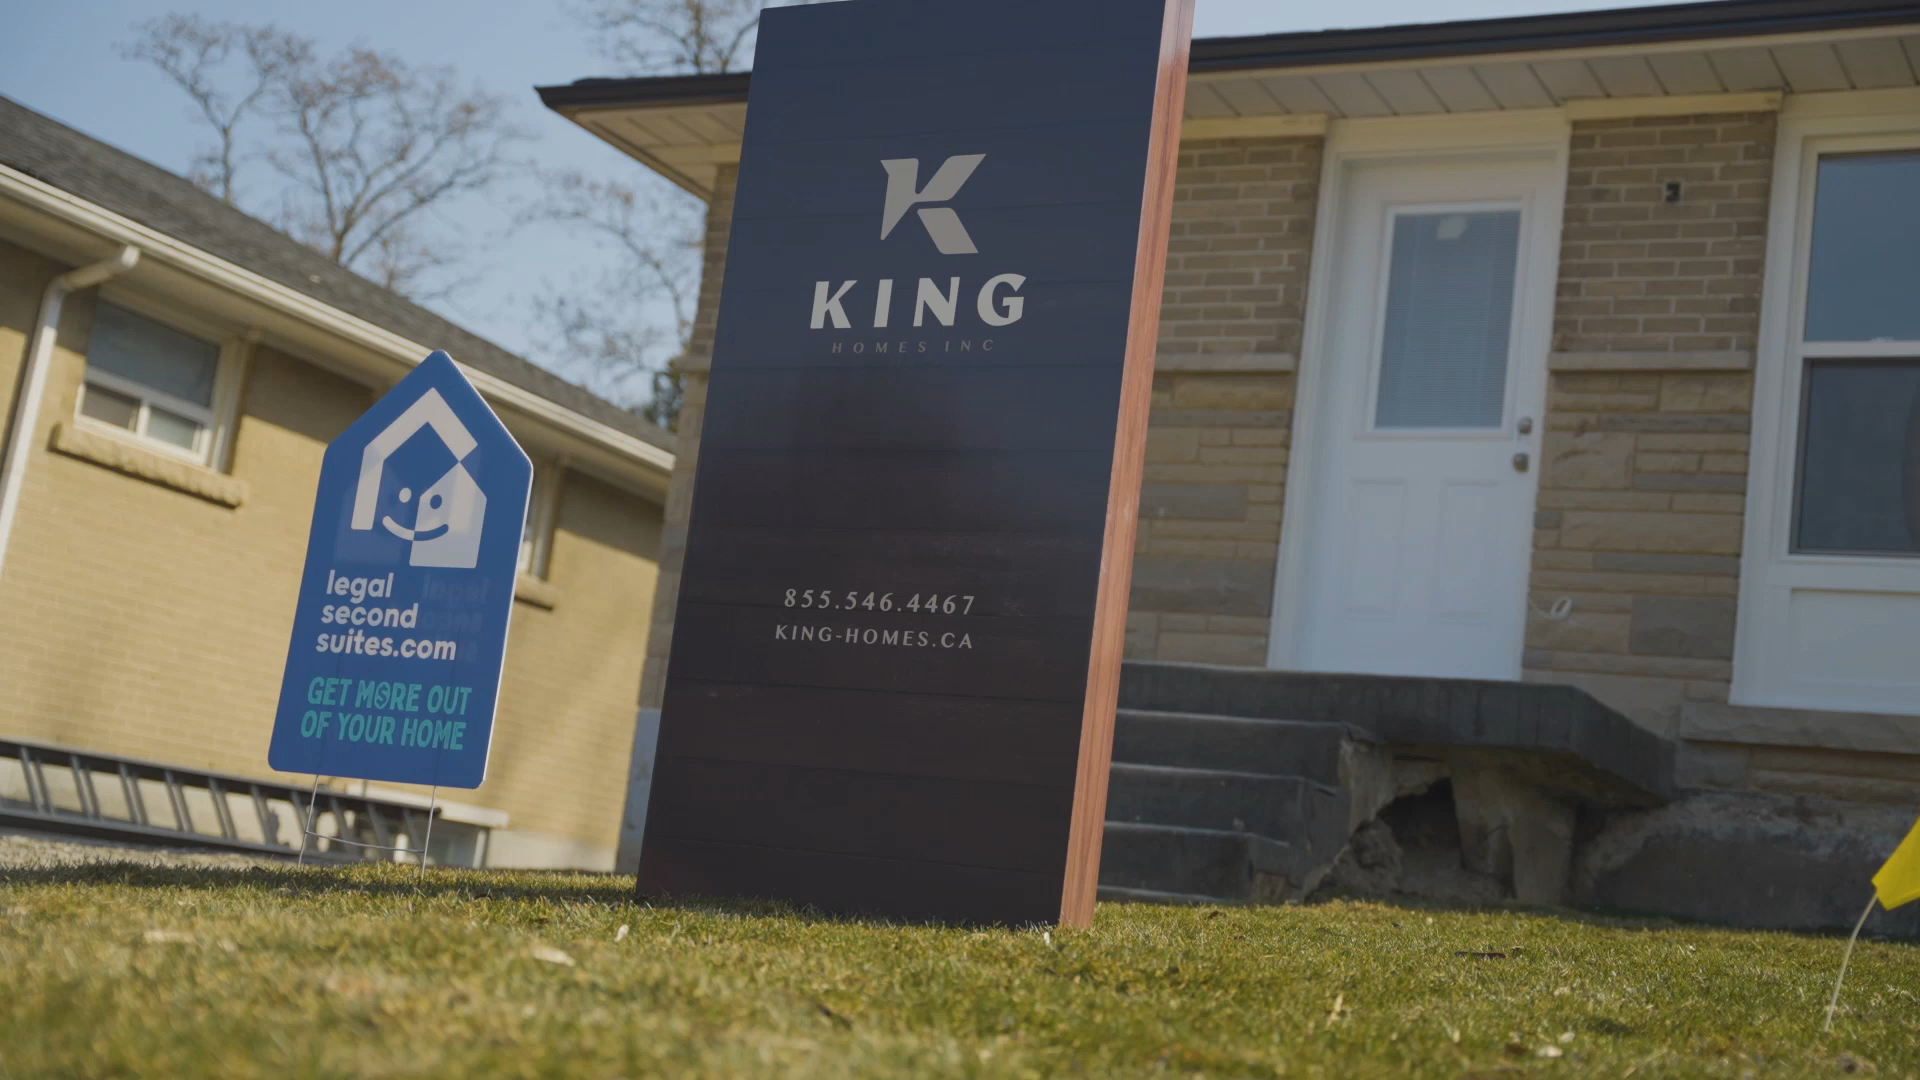 KING
HOMES INC
855.546.4467
KING-HOMES.CA
legal
second
suites.com
GET MORE OUT
OF YOUR HOME